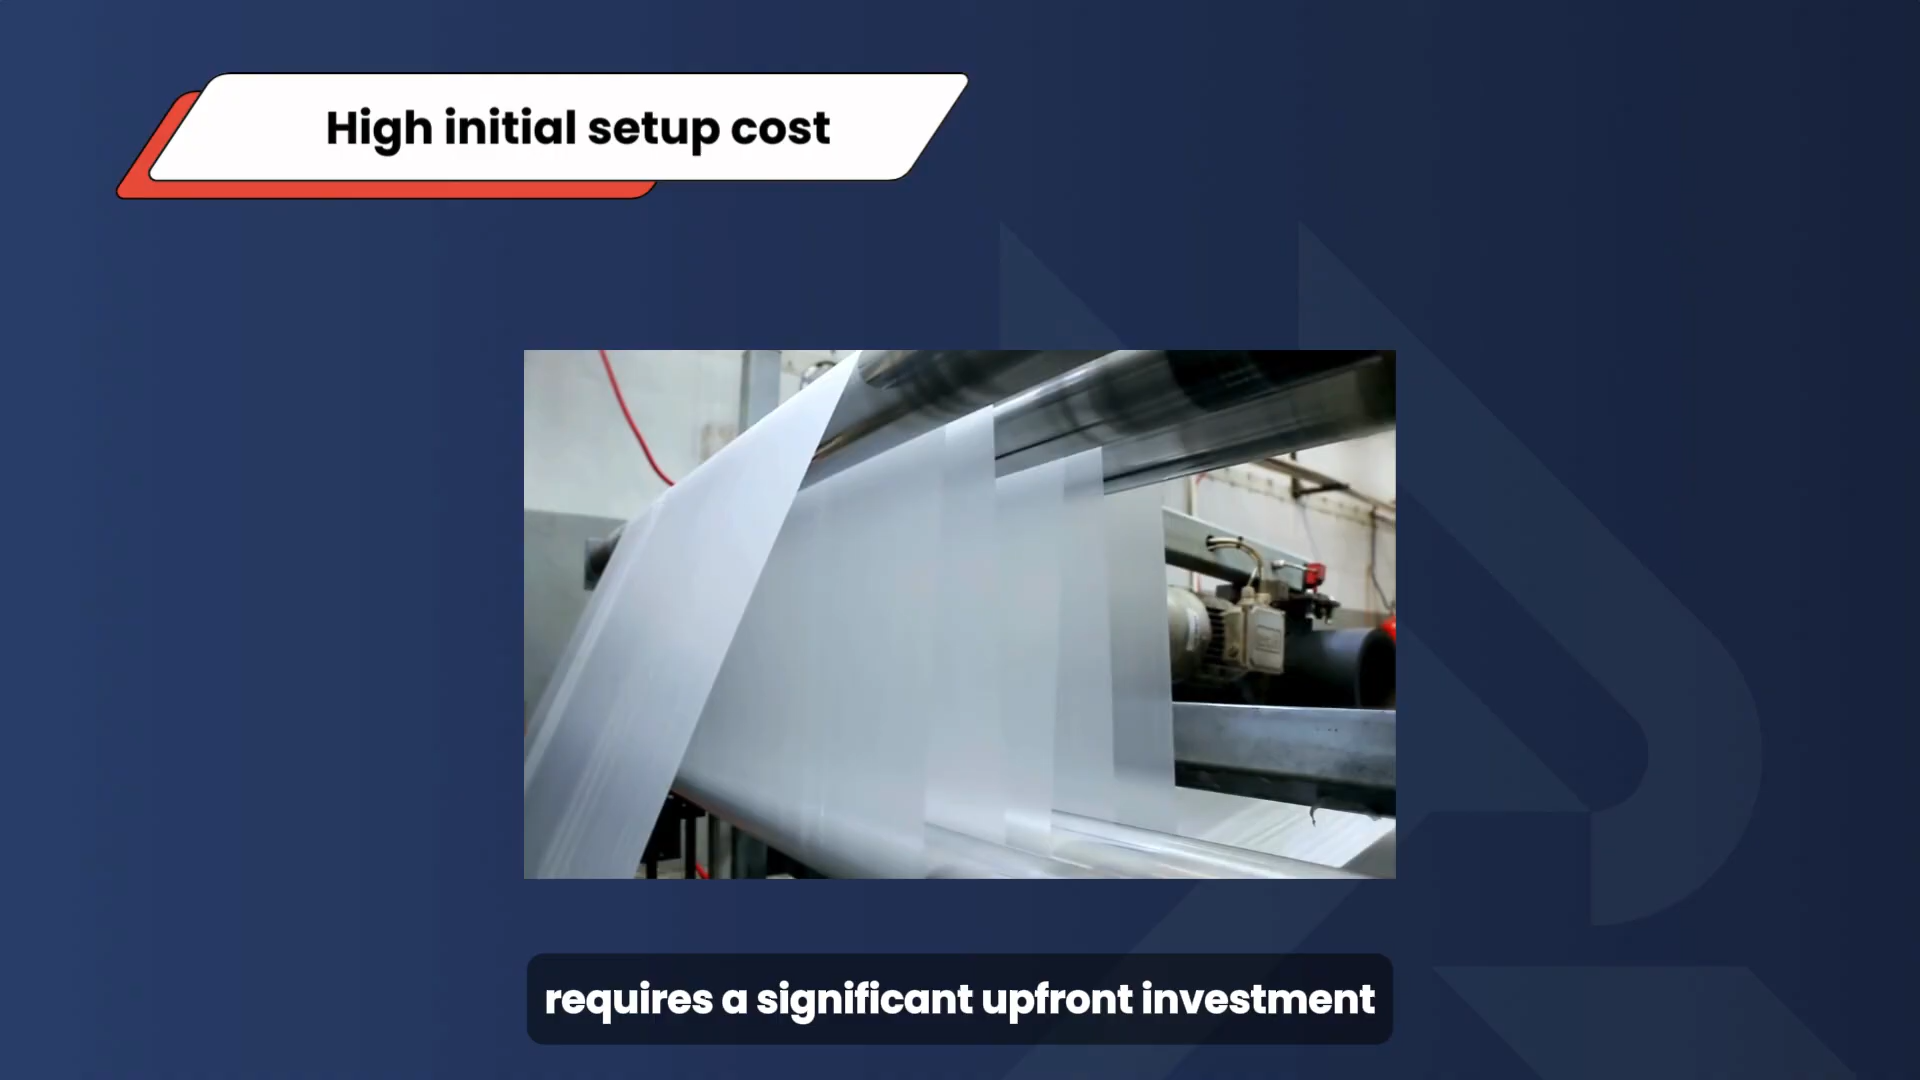 High initial setup cost
requires a significant upfront investment